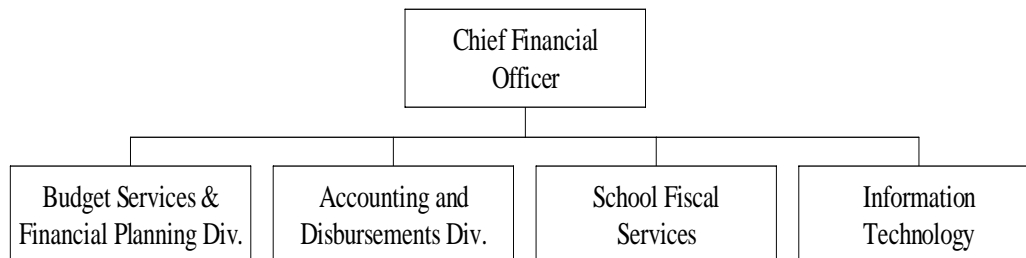 Chief Financial
Officer
Budget Services &
Financial Planning Div.
Accounting and
Disbursements Div.
School Fiscal
Services
Information
Technology